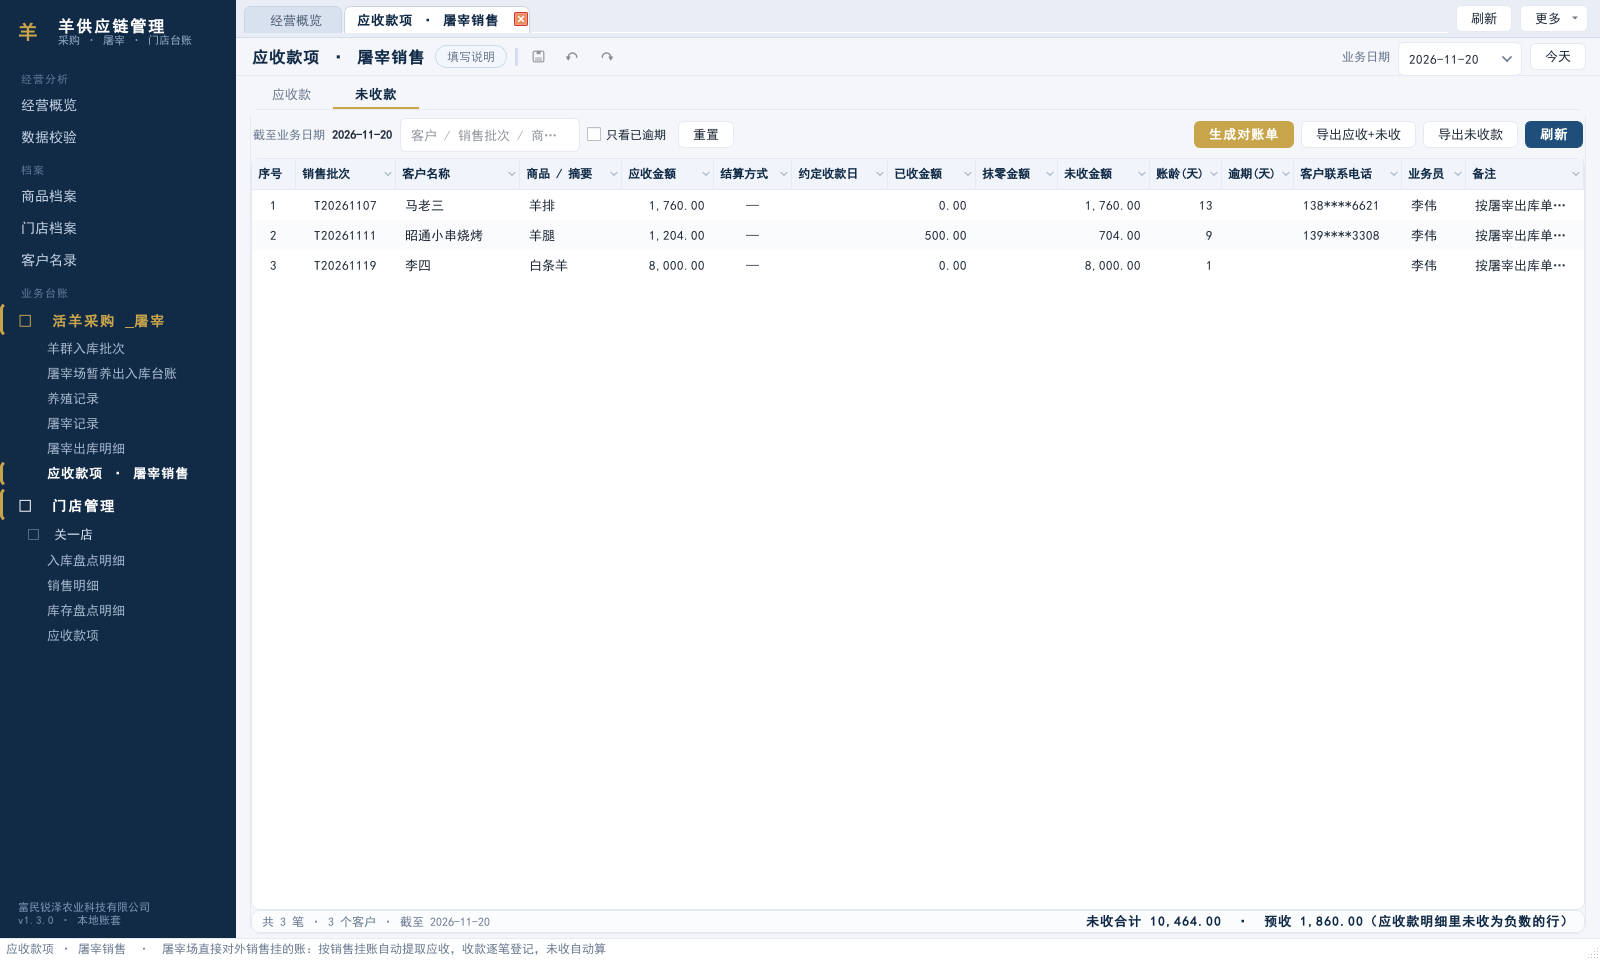 羊 羊供应链管理
采购 · 屠宰 · 门店台账
经营分析
经营概览
数据校验
档案
商品档案
门店档案
客户名录
业务台账
活羊采购 _屠宰
羊群入库批次
屠宰场暂养出入库台账
养殖记录
屠宰记录
屠宰出库明细
应收款项 · 屠宰销售
门店管理
关一店
入库盘点明细
销售明细
库存盘点明细
应收款项
富民锐泽农业科技有限公司
v1.3.0 · 本地账套
经营概览 应收款项 · 屠宰销售 刷新 更多
应收款项 · 屠宰销售 填写说明 业务日期 2026-11-20 今天
应收款 未收款
截至业务日期 2026-11-20 客户 / 销售批次 / 商… 只看已逾期 重置 生成对账单 导出应收+未收 导出未收款 刷新
序号 销售批次 客户名称 商品 / 摘要 应收金额 结算方式 约定收款日 已收金额 抹零金额 未收金额 账龄(天) 逾期(天) 客户联系电话 业务员 备注
1 T20261107 马老三 羊排 1,760.00 — 0.00 1,760.00 13 138****6621 李伟 按屠宰出库单…
2 T20261111 昭通小串烧烤 羊腿 1,204.00 — 500.00 704.00 9 139****3308 李伟 按屠宰出库单…
3 T20261119 李四 白条羊 8,000.00 — 0.00 8,000.00 1 李伟 按屠宰出库单…
共 3 笔 · 3 个客户 · 截至 2026-11-20 未收合计 10,464.00 · 预收 1,860.00(应收款明细里未收为负数的行)
应收款项 · 屠宰销售 · 屠宰场直接对外销售挂的账：按销售挂账自动提取应收，收款逐笔登记，未收自动算